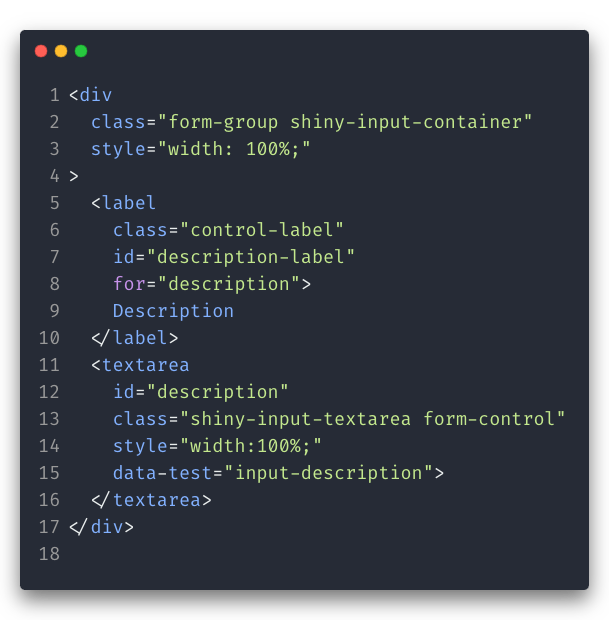 1 <div
2   class="form-group shiny-input-container"
3   style="width: 100%;"
4 >
5   <label
6     class="control-label"
7     id="description-label"
8     for="description">
9     Description
10   </label>
11   <textarea
12     id="description"
13     class="shiny-input-textarea form-control"
14     style="width:100%;"
15     data-test="input-description">
16   </textarea>
17 </div>
18